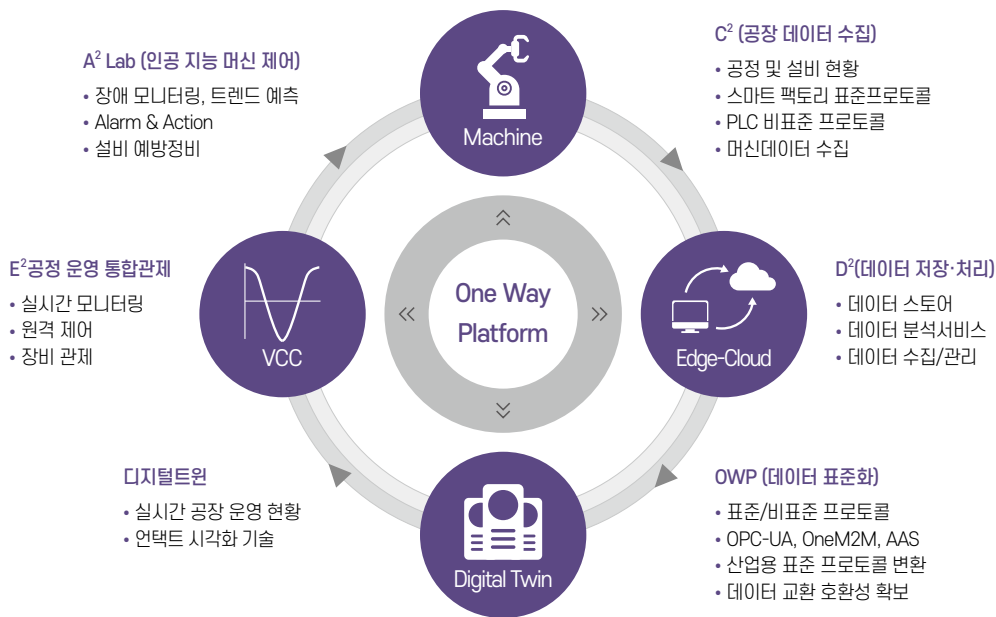 A² Lab (인공 지능 머신 제어)
• 장애 모니터링, 트렌드 예측
• Alarm & Action
• 설비 예방정비
Machine
C² (공장 데이터 수집)
• 공정 및 설비 현황
• 스마트 팩토리 표준프로토콜
• PLC 비표준 프로토콜
• 머신데이터 수집
E²공정 운영 통합관제
• 실시간 모니터링
• 원격 제어
• 장비 관제
VCC
One Way
Platform
Edge-Cloud
D²(데이터 저장·처리)
• 데이터 스토어
• 데이터 분석서비스
• 데이터 수집/관리
디지털트윈
• 실시간 공장 운영 현황
• 언택트 시각화 기술
Digital Twin
OWP (데이터 표준화)
• 표준/비표준 프로토콜
• OPC-UA, OneM2M, AAS
• 산업용 표준 프로토콜 변환
• 데이터 교환 호환성 확보